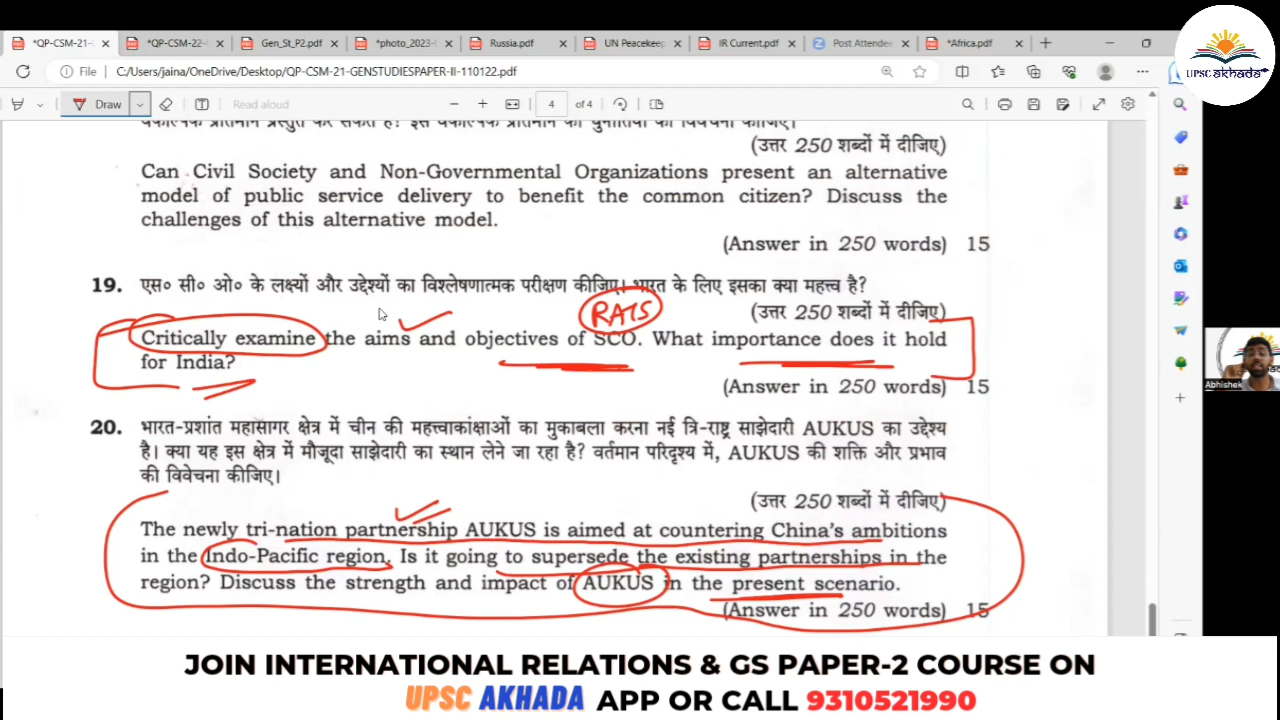 *QP-CSM-21-
*QP-CSM-22-
Gen_St_P2.pdf
*photo_2023-
Russia.pdf
UN Peacekeep
IR Current.pdf
Post Attendee
*Africa.pdf
UPSC akhada
File
C:/Users/jaina/OneDrive/Desktop/QP-CSM-21-GENSTUDIESPAPER-II-110122.pdf
Draw
Read aloud
4 of 4
(उत्तर 250 शब्दों में दीजिए)
Can Civil Society and Non-Governmental Organizations present an alternative
model of public service delivery to benefit the common citizen? Discuss the
challenges of this alternative model.
(Answer in 250 words) 15
19. एस० सी० ओ० के लक्ष्यों और उद्देश्यों का विश्लेषणात्मक परीक्षण कीजिए। भारत के लिए इसका क्या महत्त्व है?
(उत्तर 250 शब्दों में दीजिए)
RATS
Critically examine the aims and objectives of SCO. What importance does it hold
for India?
(Answer in 250 words) 15
Abhishek
20. भारत-प्रशांत महासागर क्षेत्र में चीन की महत्त्वाकांक्षाओं का मुकाबला करना नई त्रि-राष्ट्र साझेदारी AUKUS का उद्देश्य
है। क्या यह इस क्षेत्र में मौजूदा साझेदारी का स्थान लेने जा रहा है? वर्तमान परिदृश्य में, AUKUS की शक्ति और प्रभाव
की विवेचना कीजिए।
(उत्तर 250 शब्दों में दीजिए)
The newly tri-nation partnership AUKUS is aimed at countering China's ambitions
in the Indo-Pacific region. Is it going to supersede the existing partnerships in the
region? Discuss the strength and impact of AUKUS in the present scenario.
(Answer in 250 words) 15
JOIN INTERNATIONAL RELATIONS & GS PAPER-2 COURSE ON
UPSC AKHADA APP OR CALL 9310521990